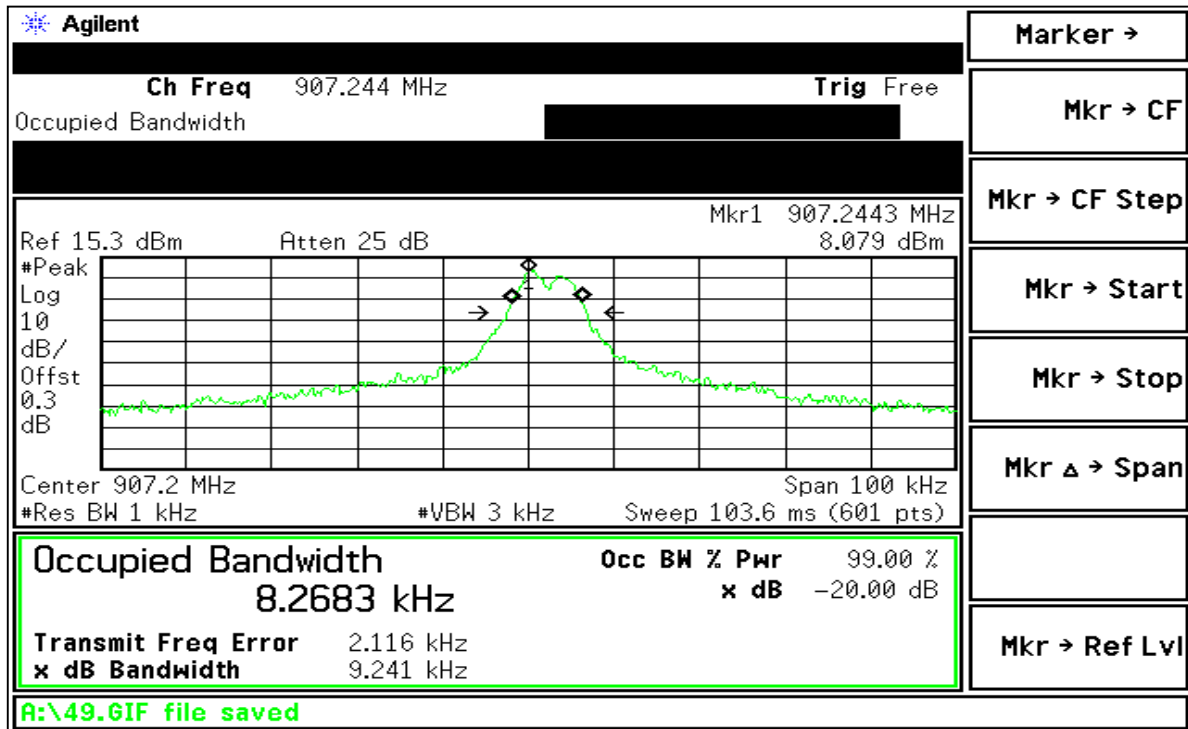 Agilent
Marker →
Ch Freq 907.244 MHz Trig Free
Occupied Bandwidth
Mkr → CF
Mkr → CF Step
Mkr1 907.2443 MHz
Ref 15.3 dBm Atten 25 dB 8.079 dBm
#Peak
Log
10
dB/
Offst
0.3
dB
Mkr → Start
Mkr → Stop
Mkr Δ → Span
Center 907.2 MHz Span 100 kHz
#Res BW 1 kHz #VBW 3 kHz Sweep 103.6 ms (601 pts)
Occupied Bandwidth Occ BW % Pwr 99.00 %
8.2683 kHz x dB -20.00 dB
Transmit Freq Error 2.116 kHz
x dB Bandwidth 9.241 kHz
Mkr → Ref Lvl
A:\49.GIF file saved